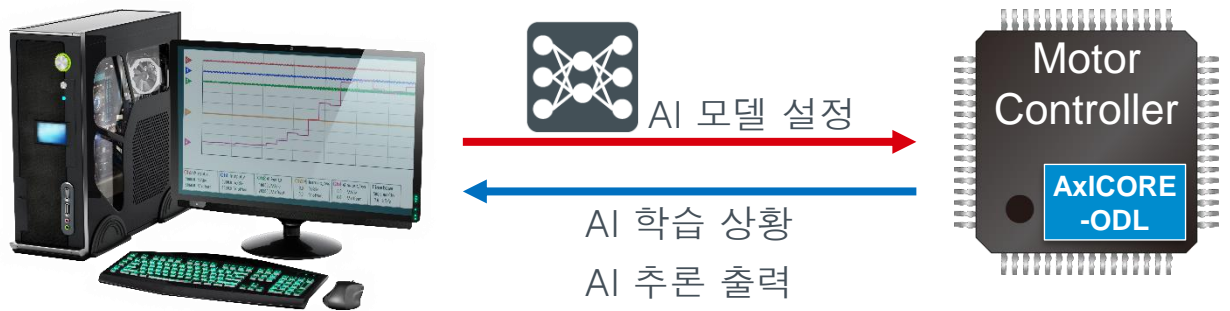 AI 모델 설정
AI 학습 상황
AI 추론 출력
Motor
Controller
AxICORE
-ODL